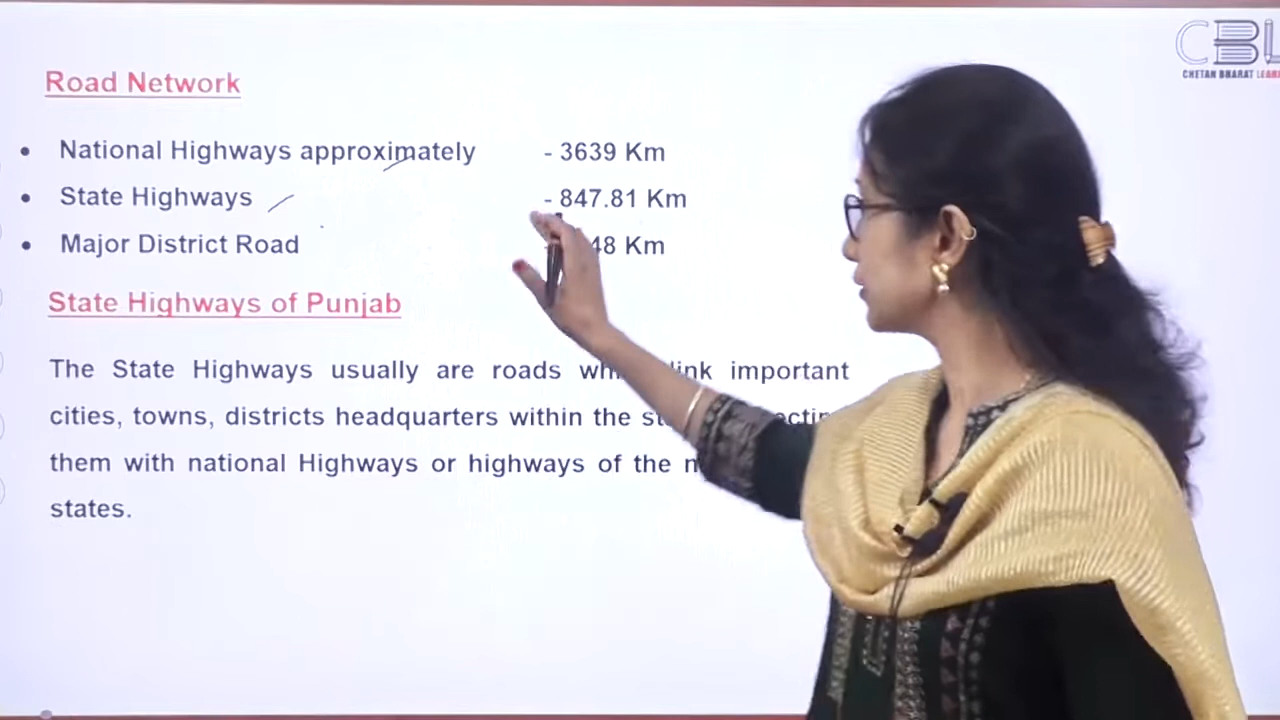 CBL
CHETAN BHARAT LEAR
Road Network
• National Highways approximately - 3639 Km
• State Highways - 847.81 Km
• Major District Road 48 Km
State Highways of Punjab
The State Highways usually are roads link important
cities, towns, districts headquarters within the
them with national Highways or highways of the
states.